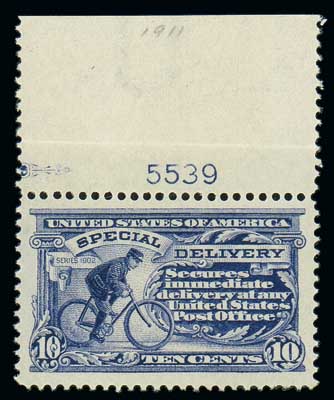 1911
5539
UNITED STATES OF AMERICA
SPECIAL DELIVERY
SERIES 1902
Secures
immediate
delivery at any
United States
Post Office
10 TEN CENTS 10